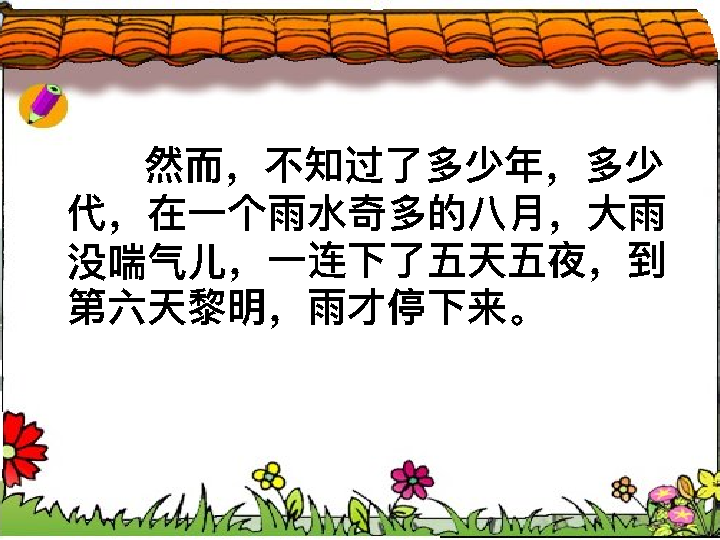 然而，不知过了多少年，多少
代，在一个雨水奇多的八月，大雨
没喘气儿，一连下了五天五夜，到
第六天黎明，雨才停下来。